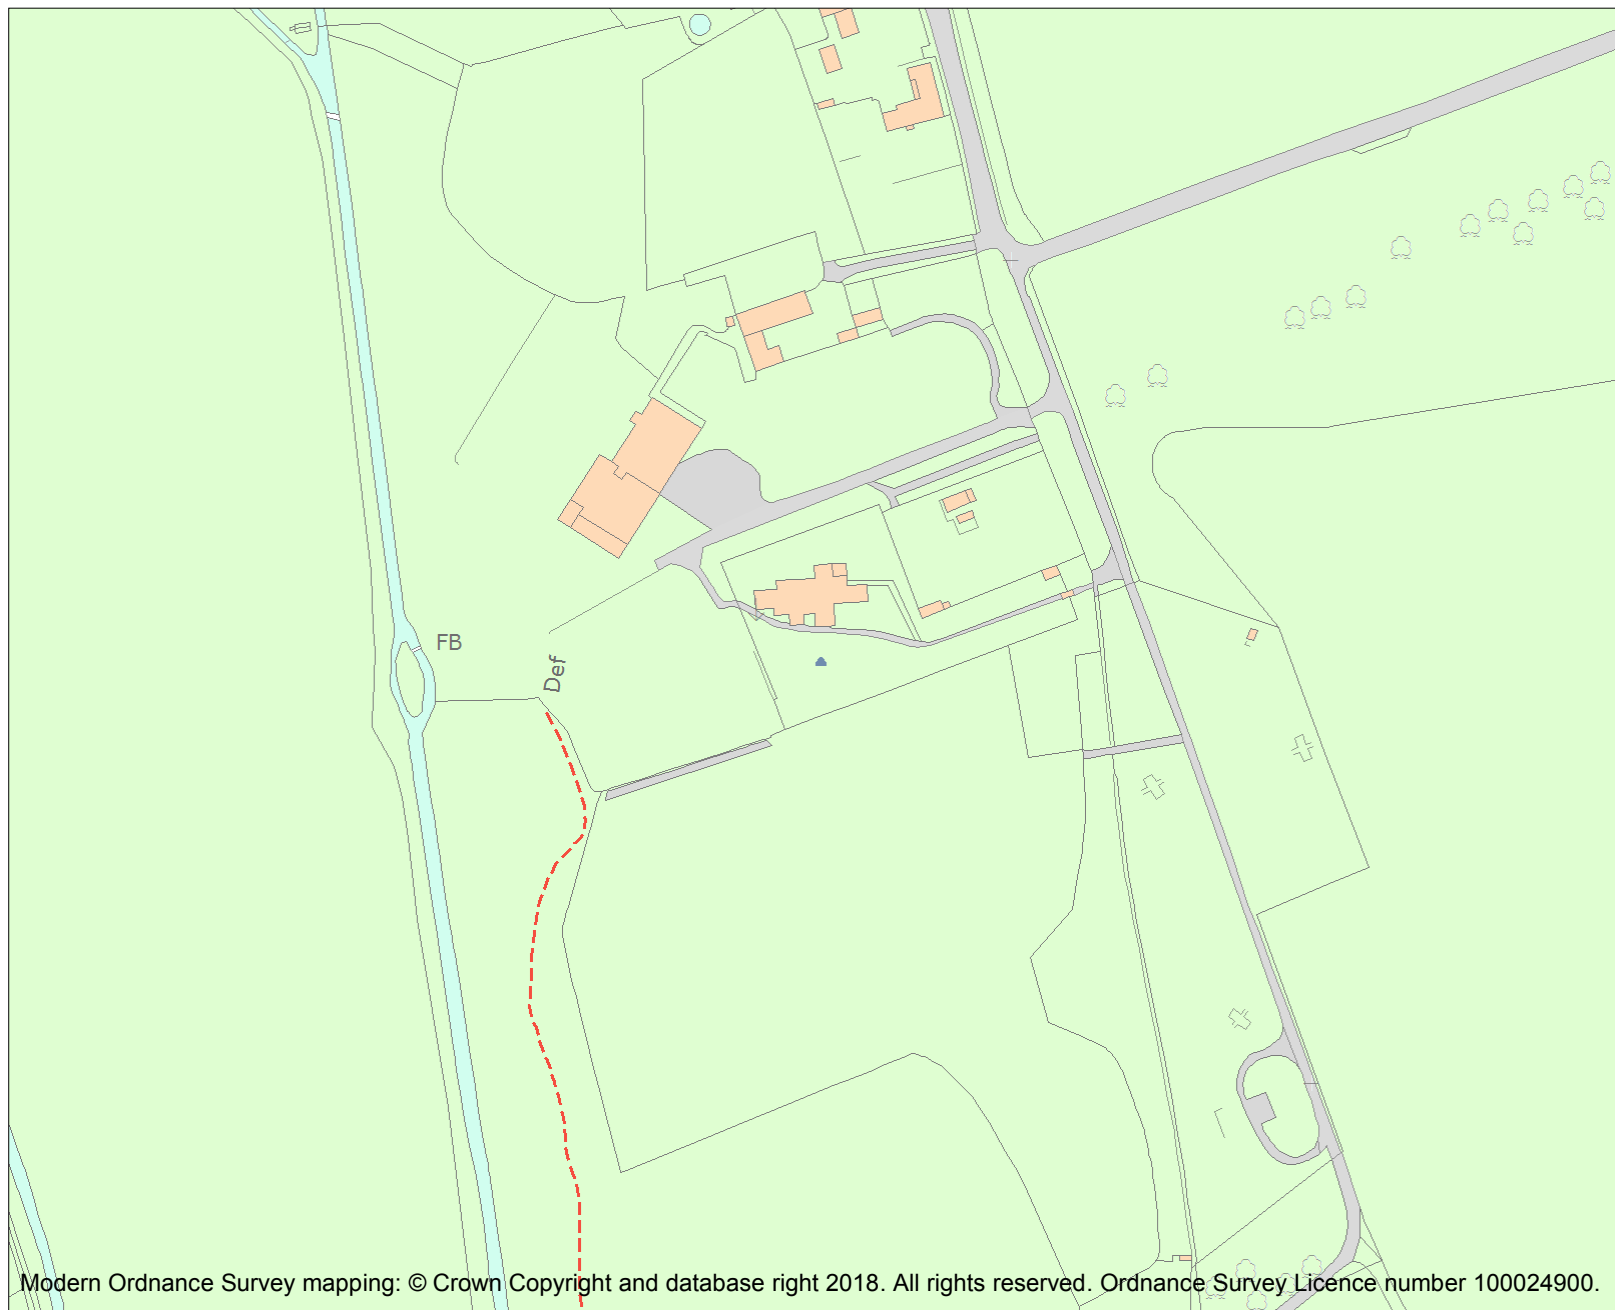 FB
Def
Modern Ordnance Survey mapping: © Crown Copyright and database right 2018. All rights reserved. Ordnance Survey Licence number 100024900.